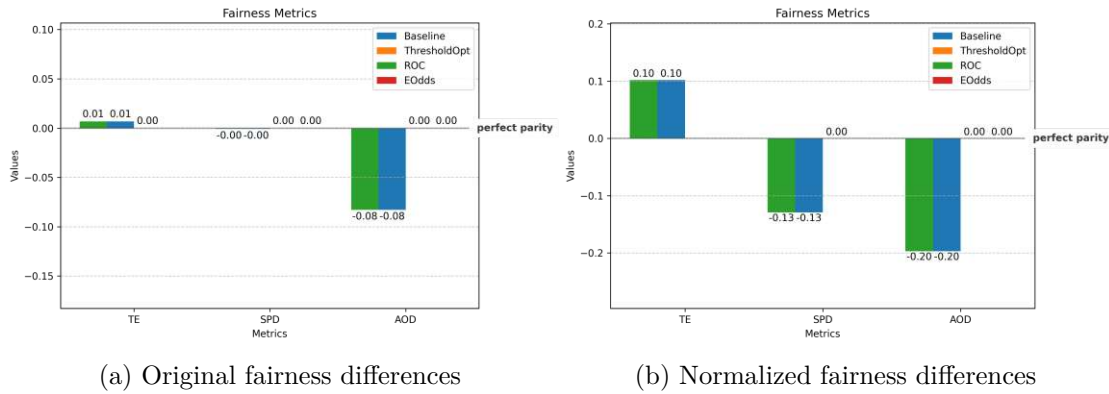 Fairness Metrics
0.10
0.05
0.00
−0.05
−0.10
−0.15
Values
Baseline
ThresholdOpt
ROC
EOdds
0.01 0.01 0.00
-0.00 -0.00
0.00 0.00
-0.08 -0.08
0.00 0.00
perfect parity
TE SPD AOD
Metrics
(a) Original fairness differences
Fairness Metrics
0.2
0.1
0.0
−0.1
−0.2
Values
Baseline
ThresholdOpt
ROC
EOdds
0.10 0.10
-0.13 -0.13
0.00
-0.20 -0.20
0.00 0.00
perfect parity
TE SPD AOD
Metrics
(b) Normalized fairness differences